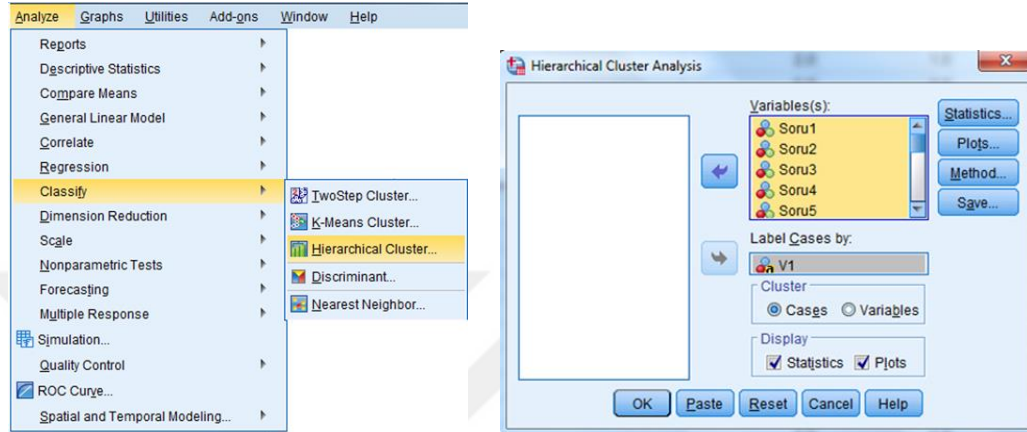 Analyze Graphs Utilities Add-ons Window Help
Reports
Descriptive Statistics
Compare Means
General Linear Model
Correlate
Regression
Classify
Dimension Reduction
Scale
Nonparametric Tests
Forecasting
Multiple Response
Simulation...
Quality Control
ROC Curve...
Spatial and Temporal Modeling...
TwoStep Cluster...
K-Means Cluster...
Hierarchical Cluster...
Discriminant...
Nearest Neighbor...
Hierarchical Cluster Analysis
Variables(s):
Soru1
Soru2
Soru3
Soru4
Soru5
Label Cases by:
V1
Cluster
Cases Variables
Display
Statistics Plots
Statistics...
Plots...
Method...
Save...
OK Paste Reset Cancel Help